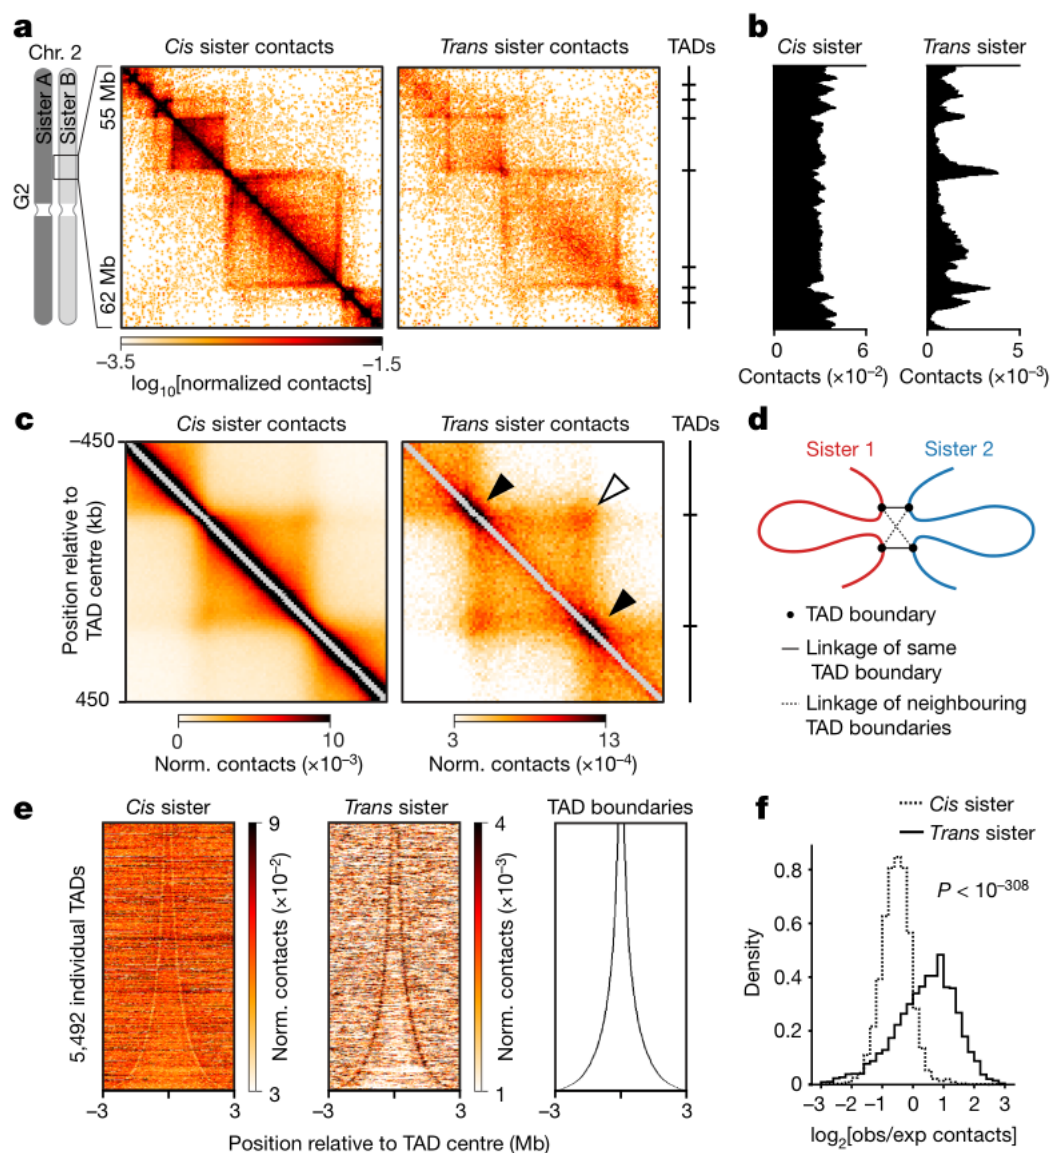 a
Chr. 2
Cis sister contacts
Trans sister contacts
TADs
Sister A
Sister B
G2
55 Mb
62 Mb
−3.5
−1.5
log10[normalized contacts]
b
Cis sister
Trans sister
0
6
0
5
Contacts (×10−2)
Contacts (×10−3)
c
Cis sister contacts
Trans sister contacts
TADs
−450
Position relative to
TAD centre (kb)
450
0
10
Norm. contacts (×10−3)
3
13
Norm. contacts (×10−4)
d
Sister 1
Sister 2
TAD boundary
Linkage of same
TAD boundary
Linkage of neighbouring
TAD boundaries
e
Cis sister
Trans sister
TAD boundaries
5,492 individual TADs
9
Norm. contacts (×10−2)
3
4
Norm. contacts (×10−3)
1
−3
3
−3
3
−3
3
Position relative to TAD centre (Mb)
f
Cis sister
Trans sister
P < 10−308
Density
0.8
0.6
0.4
0.2
0
−3 −2 −1 0 1 2 3
log2[obs/exp contacts]